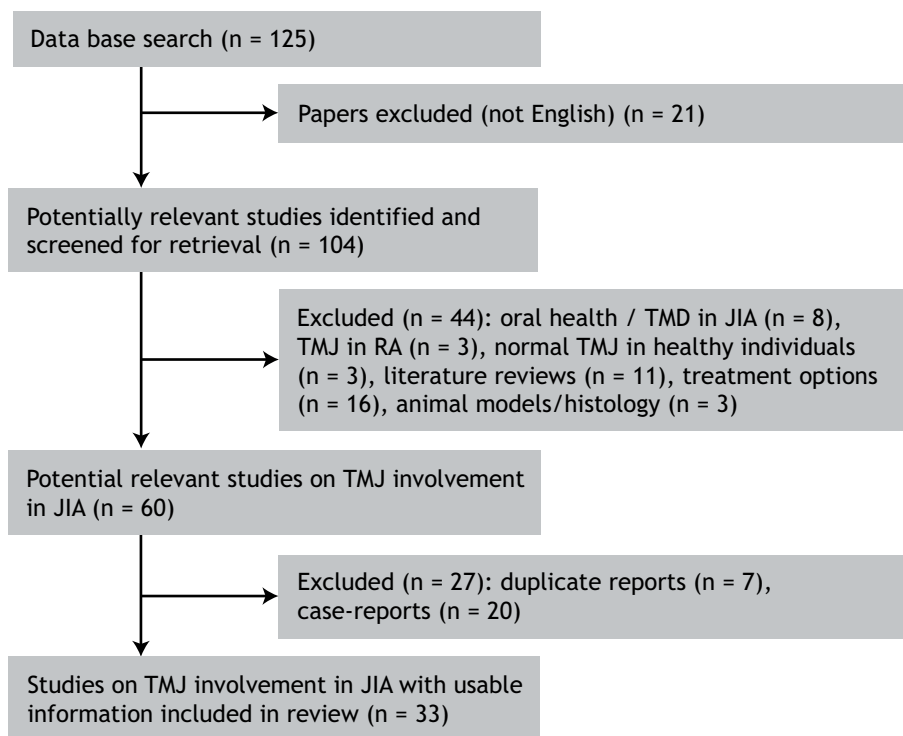 Data base search (n = 125)
Papers excluded (not English) (n = 21)
Potentially relevant studies identified and
screened for retrieval (n = 104)
Excluded (n = 44): oral health / TMD in JIA (n = 8),
TMJ in RA (n = 3), normal TMJ in healthy individuals
(n = 3), literature reviews (n = 11), treatment options
(n = 16), animal models/histology (n = 3)
Potential relevant studies on TMJ involvement
in JIA (n = 60)
Excluded (n = 27): duplicate reports (n = 7),
case-reports (n = 20)
Studies on TMJ involvement in JIA with usable
information included in review (n = 33)